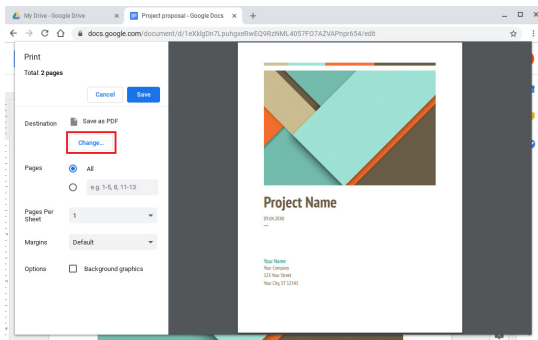 My Drive - Google Drive
Project proposal - Google Docs
docs.google.com/document/d/1eXklgDn7LpuhgxeRwEQ9RzNML4057FO7AZVAPnpr654/edit
Print
Total: 2 pages
Cancel
Save
Destination
Save as PDF
Change...
Pages
All
e.g. 1-5, 8, 11-13
Pages Per
Sheet
1
Margins
Default
Options
Background graphics
Project Name
09.04.20XX
Your Name
Your Company
123 Your Street
Your City, ST 12345